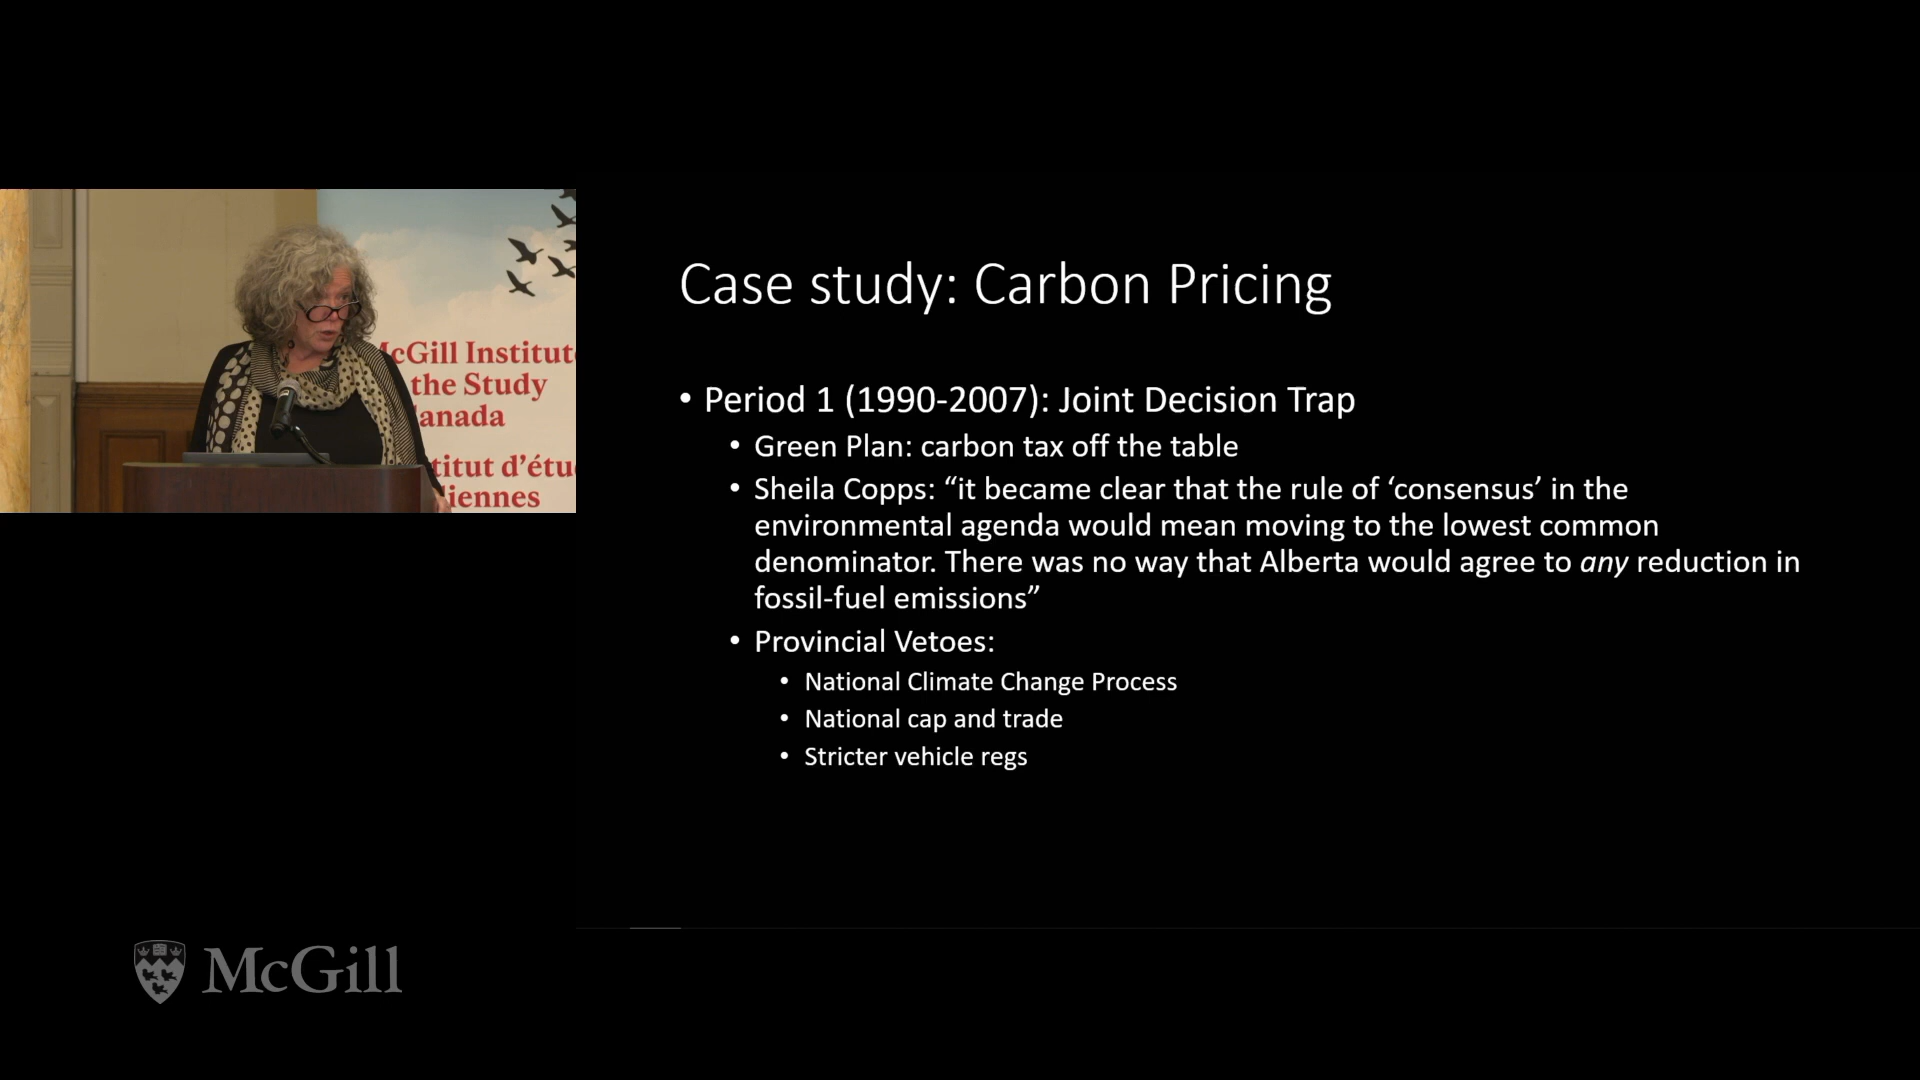 Case study: Carbon Pricing
• Period 1 (1990-2007): Joint Decision Trap
• Green Plan: carbon tax off the table
• Sheila Copps: “it became clear that the rule of ‘consensus’ in the
environmental agenda would mean moving to the lowest common
denominator. There was no way that Alberta would agree to any reduction in
fossil-fuel emissions”
• Provincial Vetoes:
• National Climate Change Process
• National cap and trade
• Stricter vehicle regs
cGill Institut
the Study
anada
titut d’étu
iennes
McGill